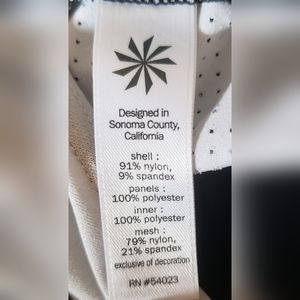 Designed in
Sonoma County,
California
shell :
91% nylon,
9% spandex
panels :
100% polyester
inner :
100% polyester
mesh :
79% nylon,
21% spandex
exclusive of decoration
RN #54023